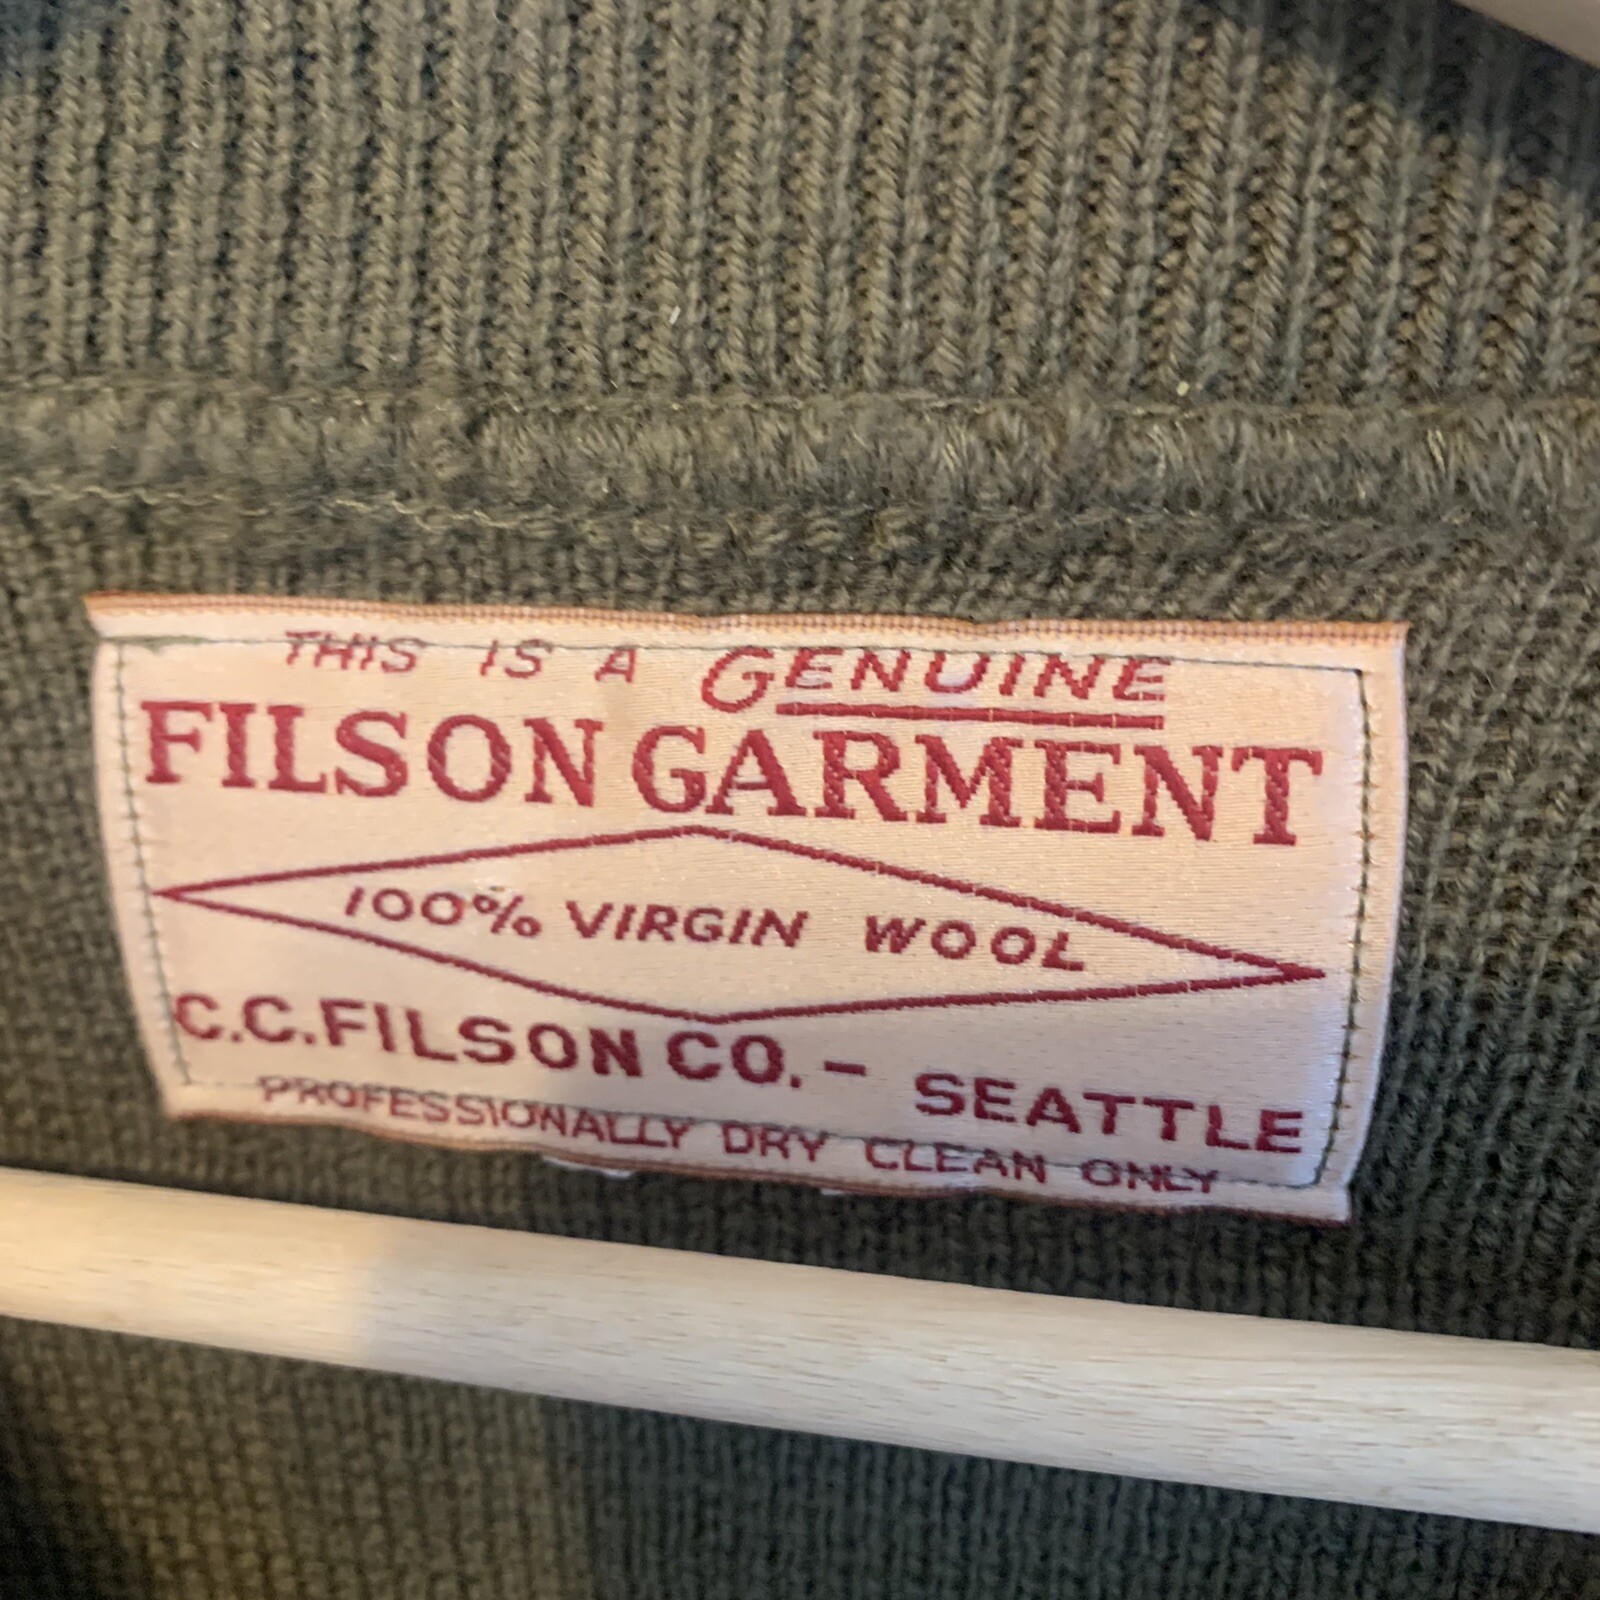 THIS IS A GENUINE
FILSON GARMENT
100% VIRGIN WOOL
C.C.FILSON CO. - SEATTLE
PROFESSIONALLY DRY CLEAN ONLY